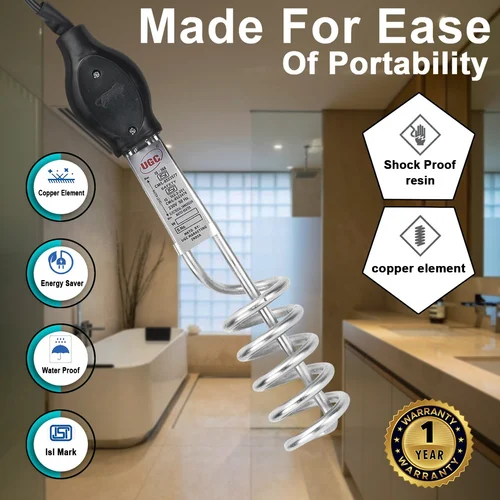 Made For Ease
Of Portability
UGC
Shock Proof
resin
copper element
Copper Element
Energy Saver
Water Proof
IsI Mark
WARRANTY
1
YEAR
WARRANTY